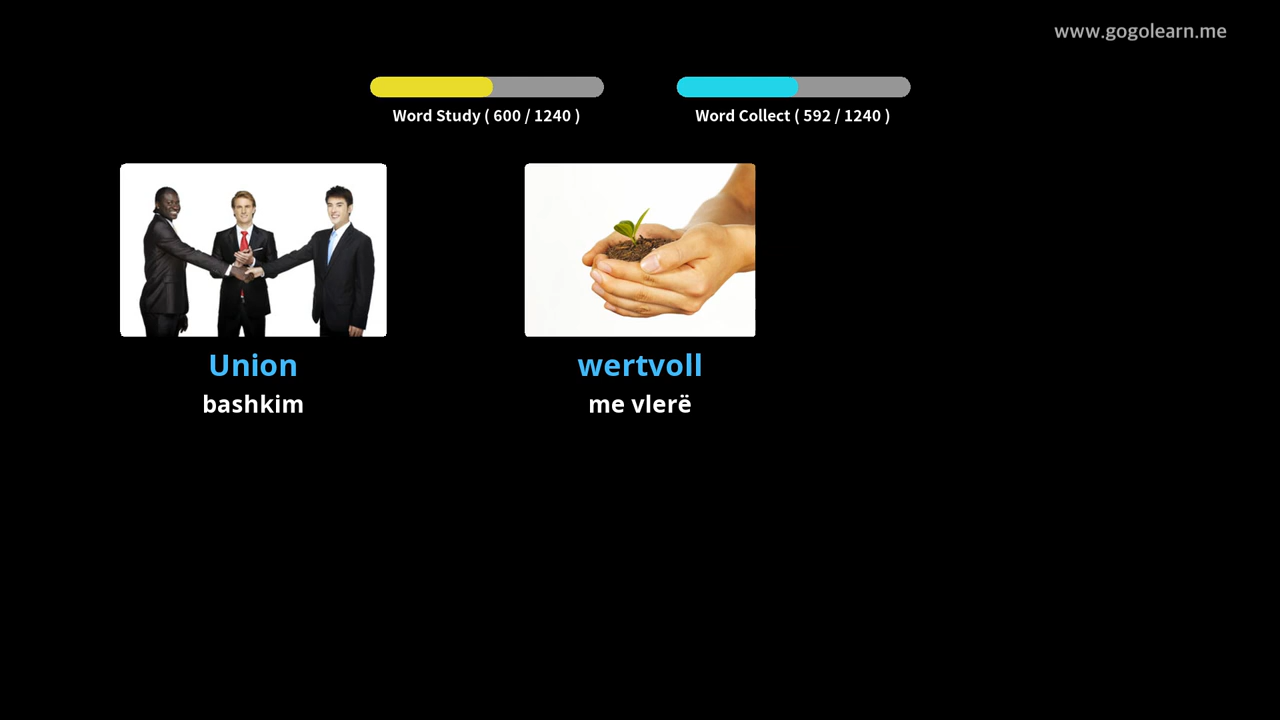 www.gogolearn.me
Word Study ( 600 / 1240 )
Word Collect ( 592 / 1240 )
Union
bashkim
wertvoll
me vlerë